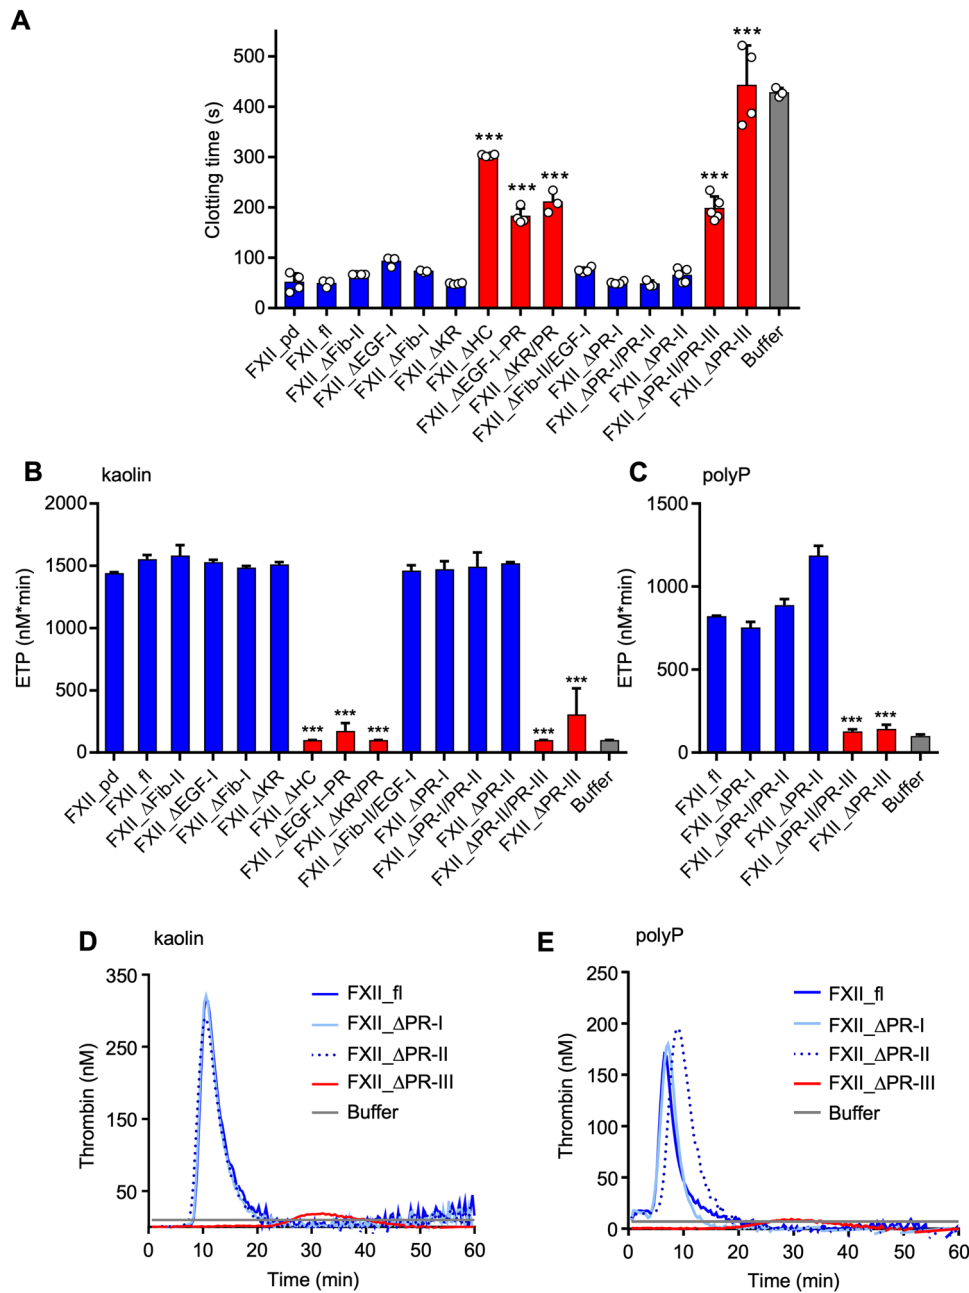 A
Clotting time (s)
500
400
300
200
100
0
***
***
***
***
***
FXII_pd
FXII_fl
FXII_ΔFib-II
FXII_ΔEGF-I
FXII_ΔFib-I
FXII_ΔKR
FXII_ΔHC
FXII_ΔEGF-I–PR
FXII_ΔKR/PR
FXII_ΔFib-II/EGF-I
FXII_ΔPR-I
FXII_ΔPR-I/PR-II
FXII_ΔPR-II
FXII_ΔPR-II/PR-III
FXII_ΔPR-III
Buffer
B
kaolin
ETP (nM*min)
2000
1500
1000
500
0
***
***
***
***
***
FXII_pd
FXII_fl
FXII_ΔFib-II
FXII_ΔEGF-I
FXII_ΔFib-I
FXII_ΔKR
FXII_ΔHC
FXII_ΔEGF-I–PR
FXII_ΔKR/PR
FXII_ΔFib-II/EGF-I
FXII_ΔPR-I
FXII_ΔPR-I/PR-II
FXII_ΔPR-II
FXII_ΔPR-II/PR-III
FXII_ΔPR-III
Buffer
C
polyP
ETP (nM*min)
1500
1000
500
0
***
***
FXII_fl
FXII_ΔPR-I
FXII_ΔPR-I/PR-II
FXII_ΔPR-II
FXII_ΔPR-II/PR-III
FXII_ΔPR-III
Buffer
D
kaolin
Thrombin (nM)
350
250
150
50
0
10
20
30
40
50
60
Time (min)
FXII_fl
FXII_ΔPR-I
FXII_ΔPR-II
FXII_ΔPR-III
Buffer
E
polyP
Thrombin (nM)
250
200
150
100
50
0
0
10
20
30
40
50
60
Time (min)
FXII_fl
FXII_ΔPR-I
FXII_ΔPR-II
FXII_ΔPR-III
Buffer